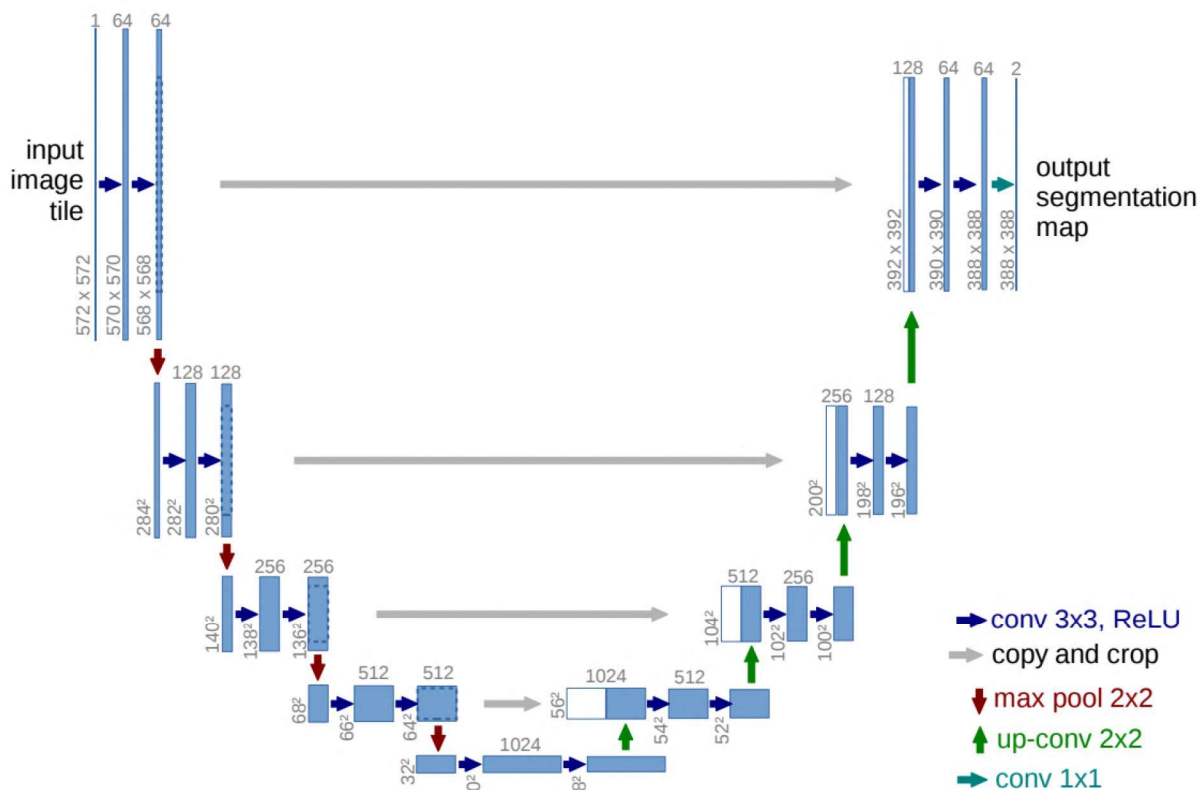 1 64 64
input
image
tile
572 x 572
570 x 570
568 x 568
128 64 64 2
392 x 392
390 x 390
388 x 388
388 x 388
output
segmentation
map
128 128
284²
282²
280²
256 128
200²
198²
196²
256 256
140²
138²
136²
512 256
104²
102²
100²
512 512
68²
66²
64²
1024 512
56²
54²
52²
1024
32²
0²
8²
conv 3x3, ReLU
copy and crop
max pool 2x2
up-conv 2x2
conv 1x1